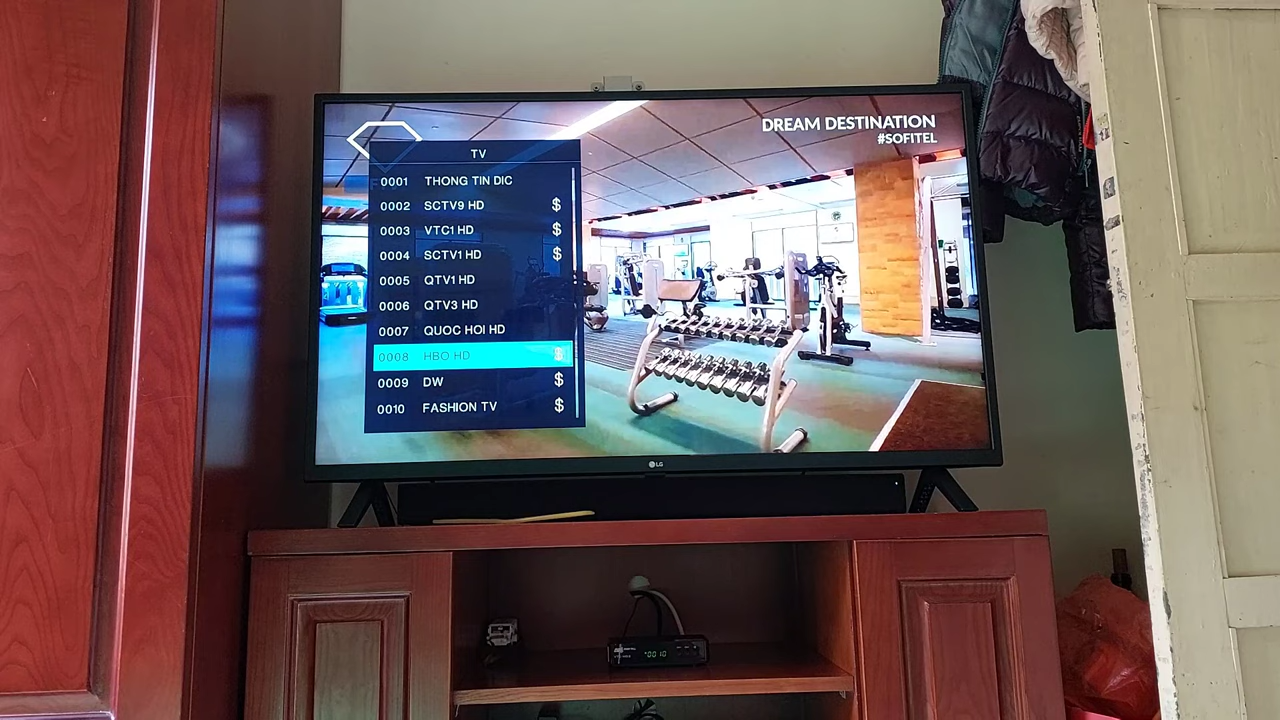 DREAM DESTINATION
#SOFITEL
TV
0001 THONG TIN DIC
0002 SCTV9 HD $
0003 VTC1 HD $
0004 SCTV1 HD $
0005 QTV1 HD
0006 QTV3 HD
0007 QUOC HOI HD
0008 HBO HD $
0009 DW $
0010 FASHION TV $
LG
0010